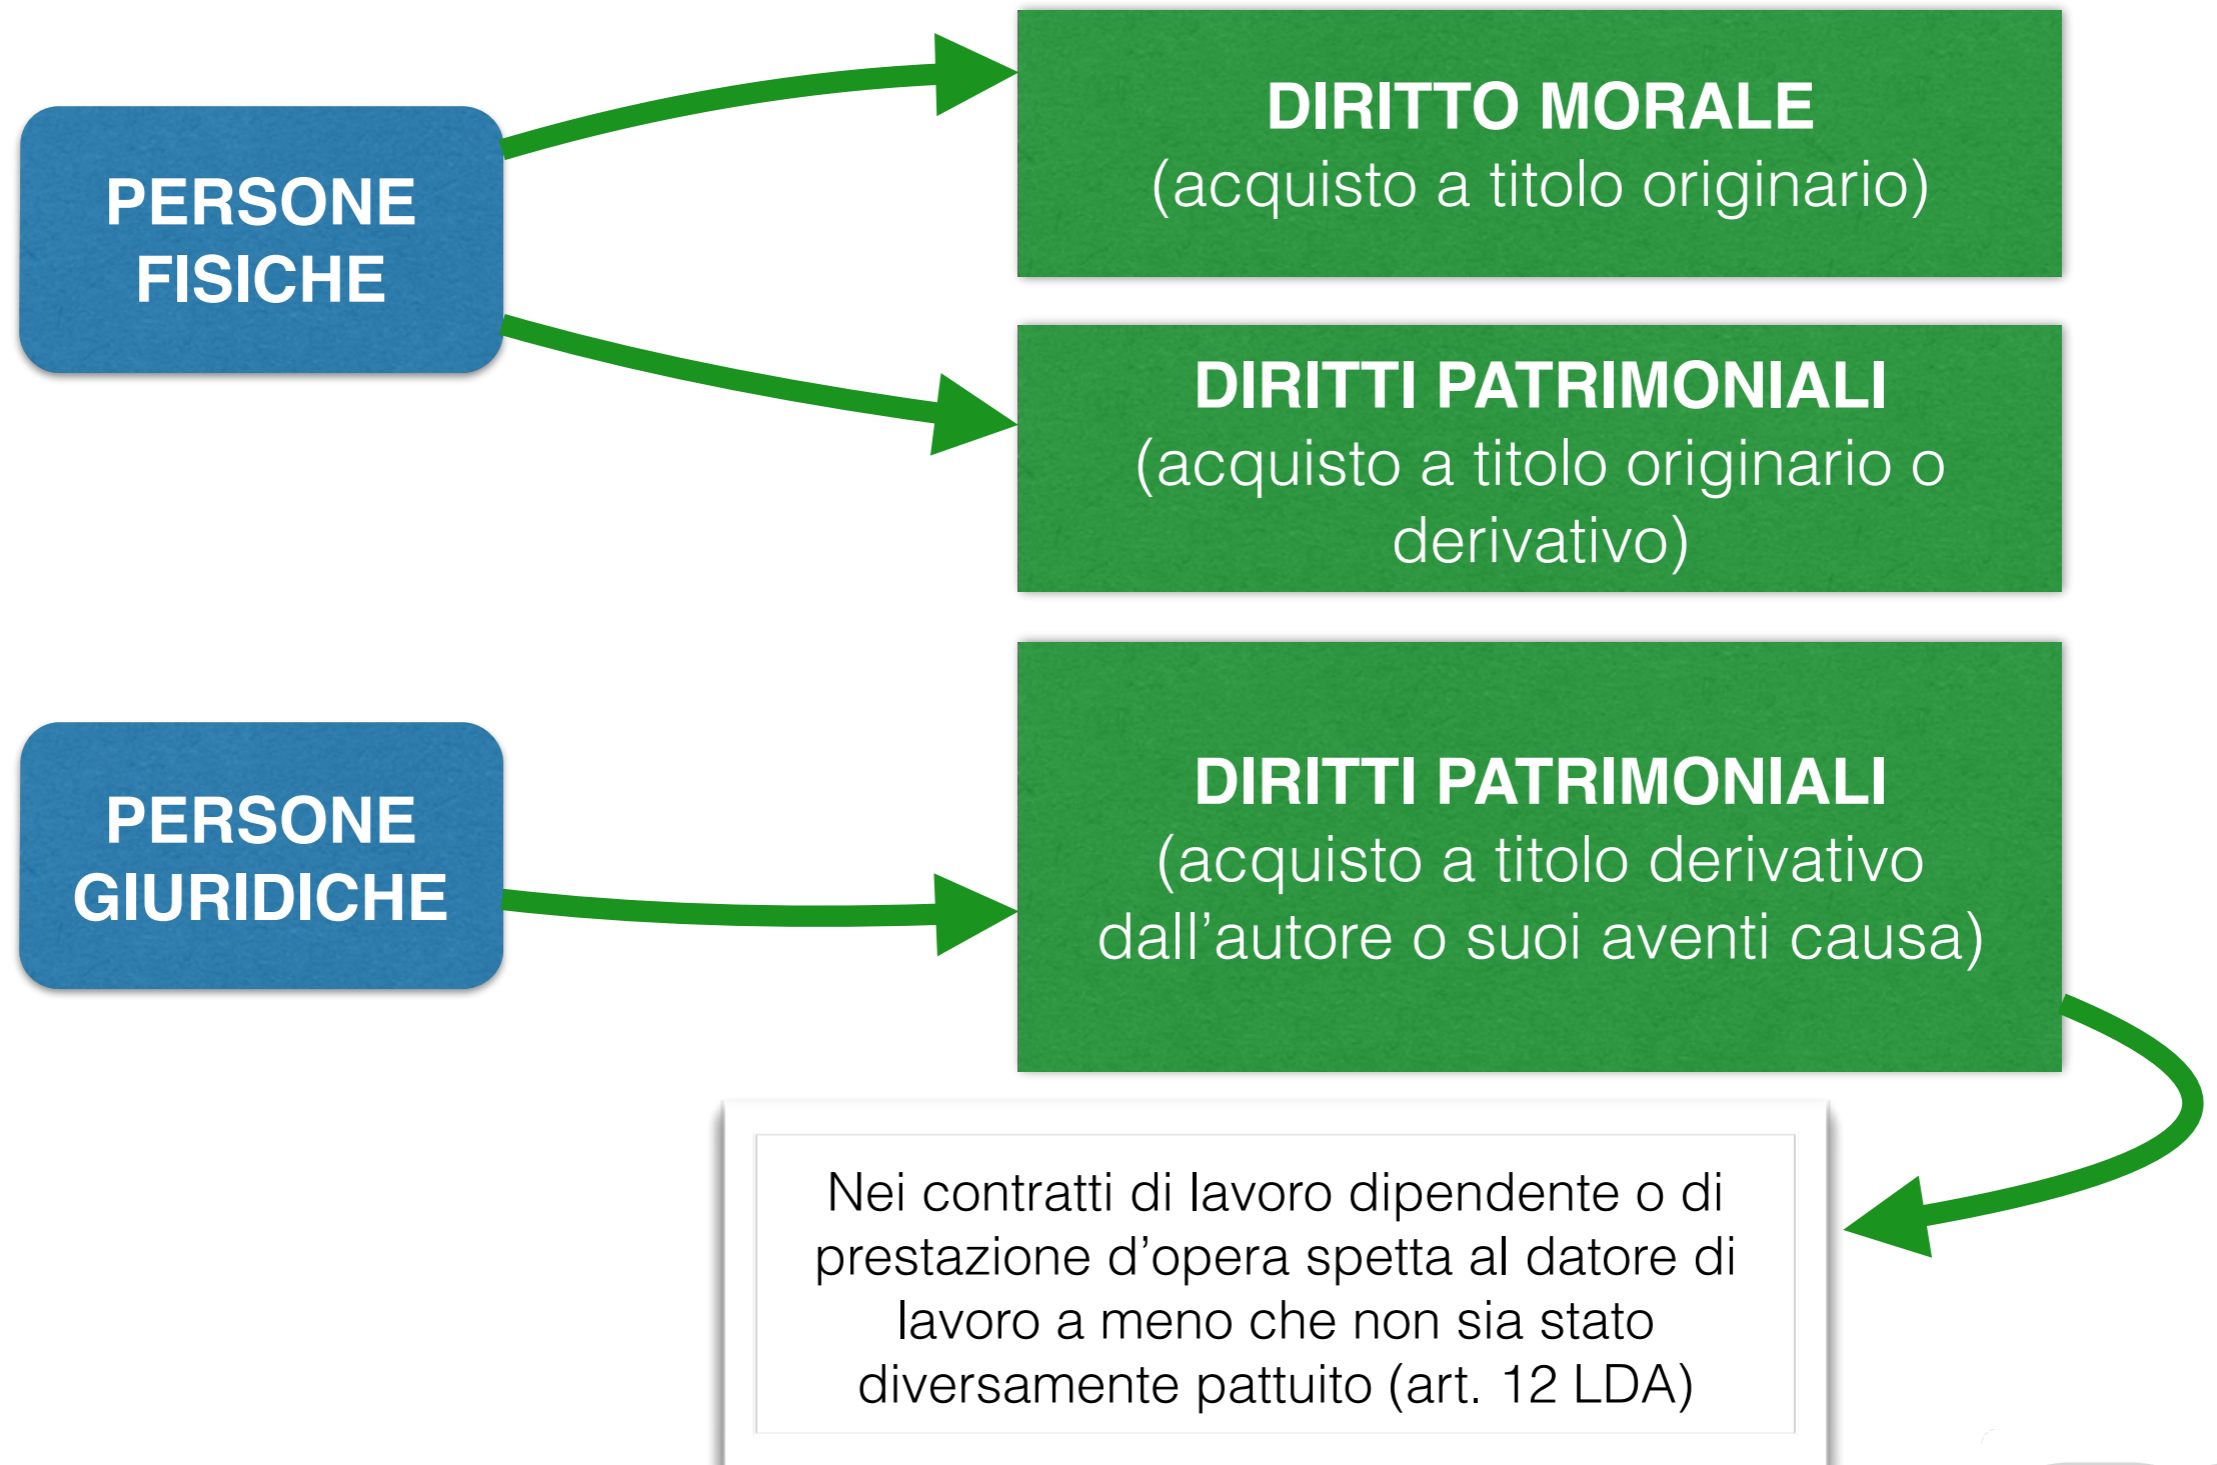 PERSONE
FISICHE
DIRITTO MORALE
(acquisto a titolo originario)
DIRITTI PATRIMONIALI
(acquisto a titolo originario o
derivativo)
PERSONE
GIURIDICHE
DIRITTI PATRIMONIALI
(acquisto a titolo derivativo
dall’autore o suoi aventi causa)
Nei contratti di lavoro dipendente o di
prestazione d’opera spetta al datore di
lavoro a meno che non sia stato
diversamente pattuito (art. 12 LDA)